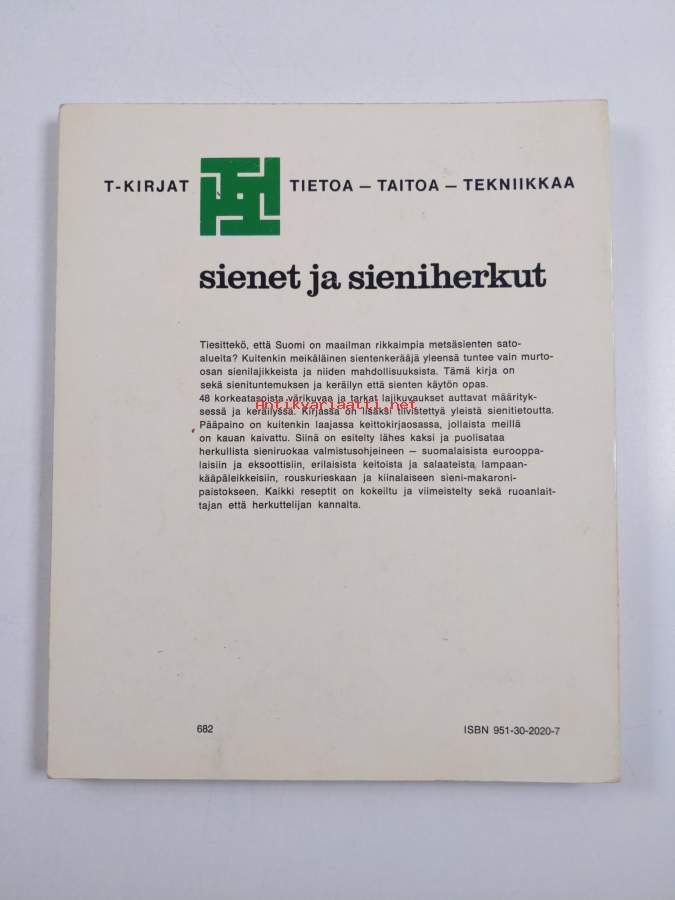 T-KIRJAT TIETOA — TAITOA — TEKNIIKKAA
sienet ja sieniherkut
Tiesittekö, että Suomi on maailman rikkaimpia metsäsienten sato-
alueita? Kuitenkin meikäläinen sientenkerääjä yleensä tuntee vain murto-
osan sienilajikkeista ja niiden mahdollisuuksista. Tämä kirja on
sekä sienituntemuksen ja keräilyn että sienten käytön opas.
48 korkeatasoista värikuvaa ja tarkat lajikuvaukset auttavat määrityk-
Antikvariaatti.net
sessä ja keräilyssä. Kirjassa on lisäksi tiivistettyä yleistä sienitietoutta.
Pääpaino on kuitenkin laajassa keittokirjaosassa, jollaista meillä
on kauan kaivattu. Siinä on esitelty lähes kaksi ja puolisataa
herkullista sieniruokaa valmistusohjeineen — suomalaisista eurooppa-
laisiin ja eksoottisiin, erilaisista keitoista ja salaateista, lampaan-
kääpäleikkeisiin, rouskurieskaan ja kiinalaiseen sieni-makaroni-
paistokseen. Kaikki reseptit on kokeiltu ja viimeistelty sekä ruoanlait-
tajan että herkuttelijan kannalta.
682 ISBN 951-30-2020-7